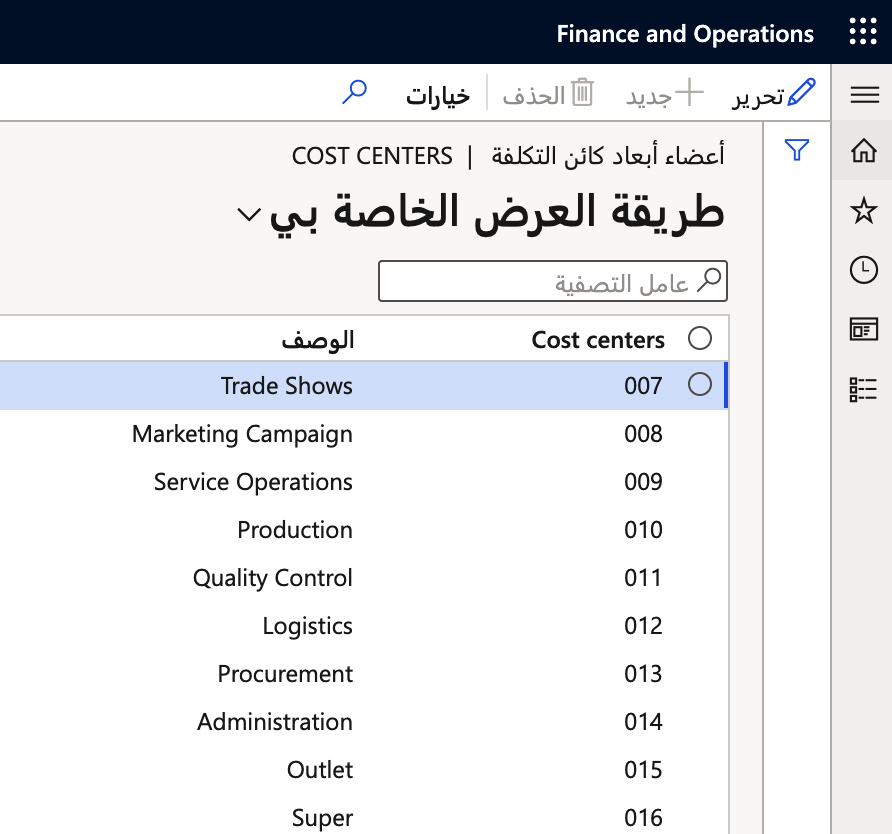 Finance and Operations
تحرير جديد الحذف خيارات
أعضاء أبعاد كائن التكلفة | COST CENTERS
طريقة العرض الخاصة بي
عامل التصفية
Cost centers الوصف
007 Trade Shows
008 Marketing Campaign
009 Service Operations
010 Production
011 Quality Control
012 Logistics
013 Procurement
014 Administration
015 Outlet
016 Super